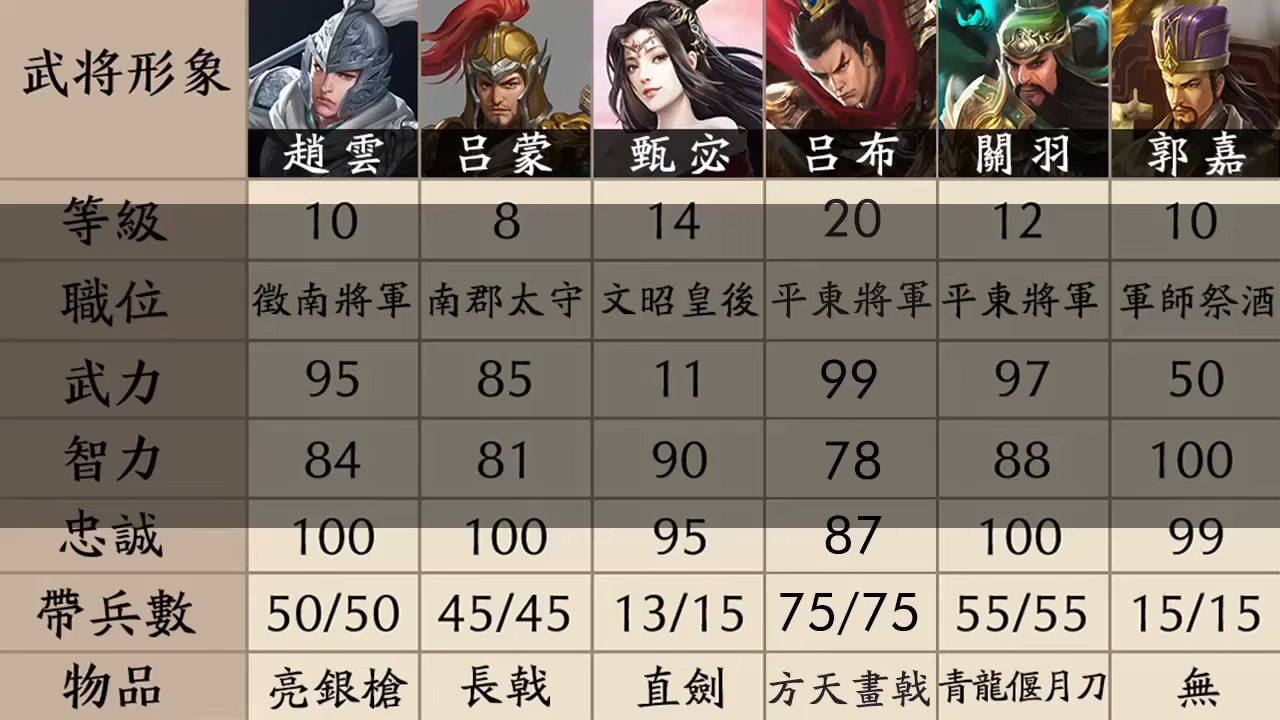 武将形象 趙雲 呂蒙 甄宓 呂布 關羽 郭嘉
等級 10 8 14 20 12 10
職位 徵南將軍 南郡太守 文昭皇後 平東將軍 平東將軍 軍師祭酒
武力 95 85 11 99 97 50
智力 84 81 90 78 88 100
忠誠 100 100 95 87 100 99
帶兵數 50/50 45/45 13/15 75/75 55/55 15/15
物品 亮銀槍 長戟 直劍 方天畫戟 青龍偃月刀 無